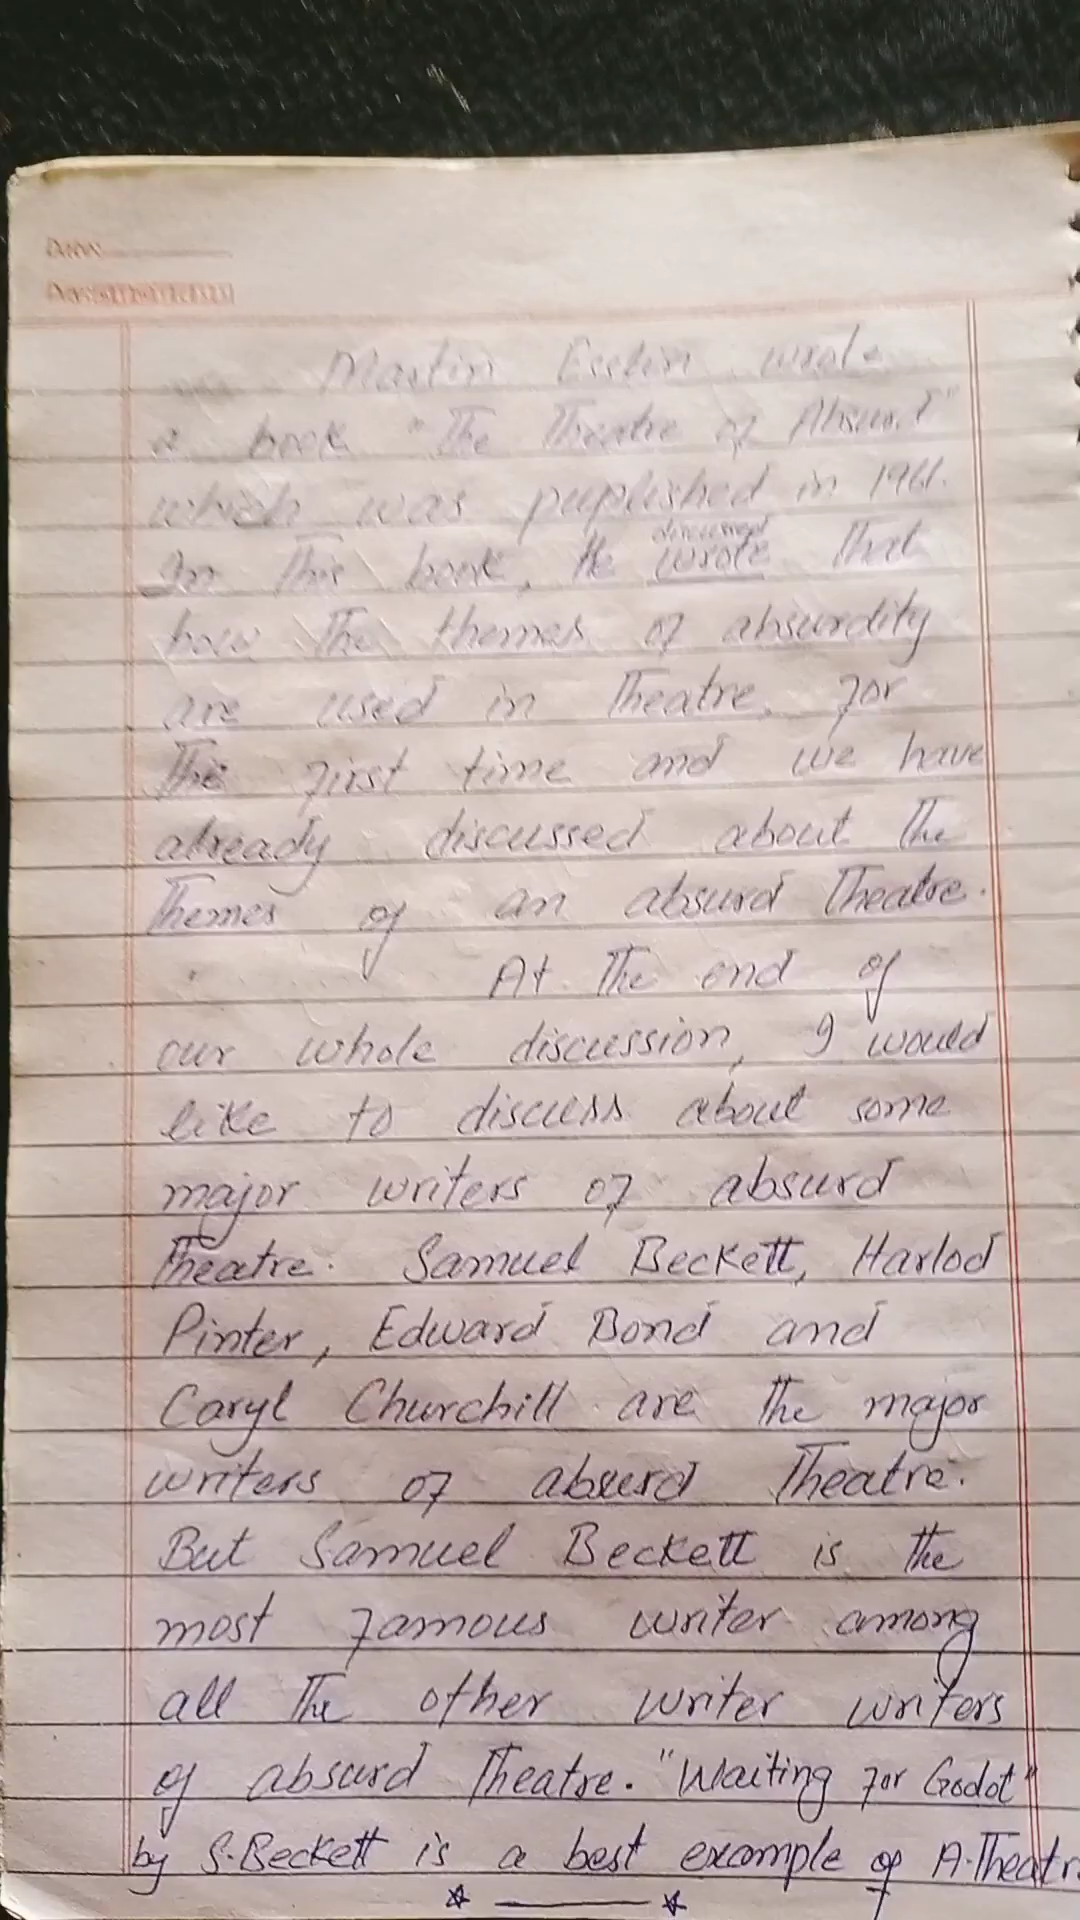 Date:
Martin Esslin wrote
a book "The Theatre of Absurd"
which was puplished in 1961.
discussed
In this book, he wrote that
how the themes of absurdity
are used in Theatre, for
the first time and we have
already discussed about the
Themes of an absurd Theatre.
At the end of
our whole discussion, I would
like to discuss about some
major writers of absurd
Theatre. Samuel Beckett, Harlod
Pinter, Edward Bond and
Caryl Churchill are the major
writers of absurd Theatre.
But Samuel Beckett is the
most famous writer among
all the other writer writers
of absurd Theatre. "Waiting for Godot"
by S.Beckett is a best example of A.Theatre